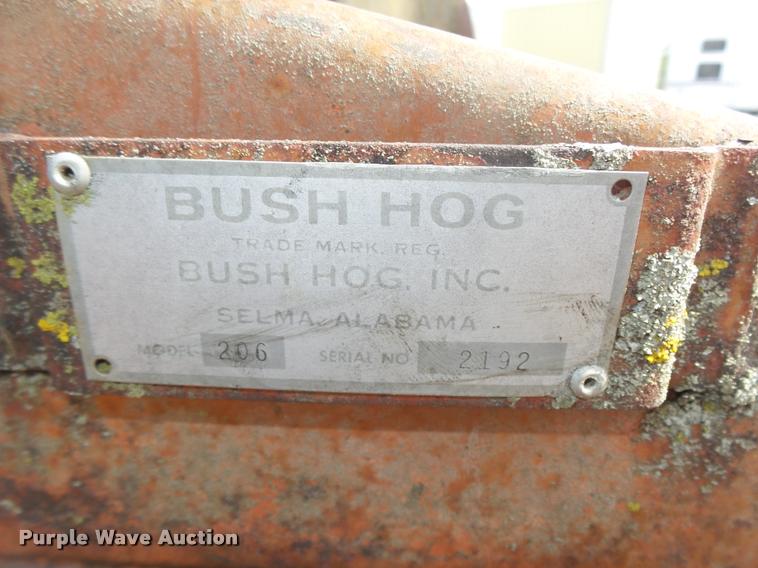 BUSH HOG
TRADE MARK. REG.
BUSH HOG, INC.
SELMA, ALABAMA
MODEL 206 SERIAL NO 2192
Purple Wave Auction